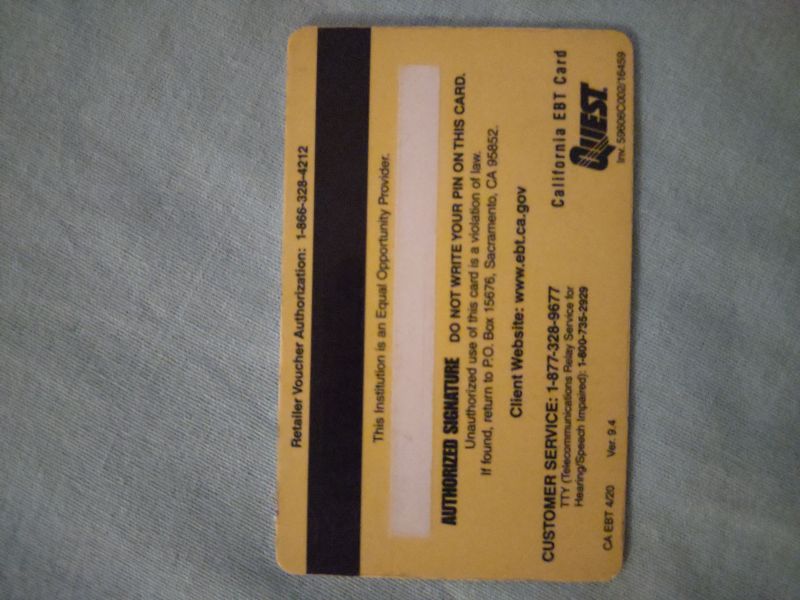 Retailer Voucher Authorization: 1-866-328-4212
This Institution is an Equal Opportunity Provider.
AUTHORIZED SIGNATURE DO NOT WRITE YOUR PIN ON THIS CARD.
Unauthorized use of this card is a violation of law.
If found, return to P.O. Box 15676, Sacramento, CA 95852.
Client Website: www.ebt.ca.gov
CUSTOMER SERVICE: 1-877-328-9677
TTY (Telecommunications Relay Service for
Hearing/Speech Impaired): 1-800-735-2929
CA EBT 4/20 Ver. 9.4
California EBT Card
QUEST
Inv. 59606C002/16459